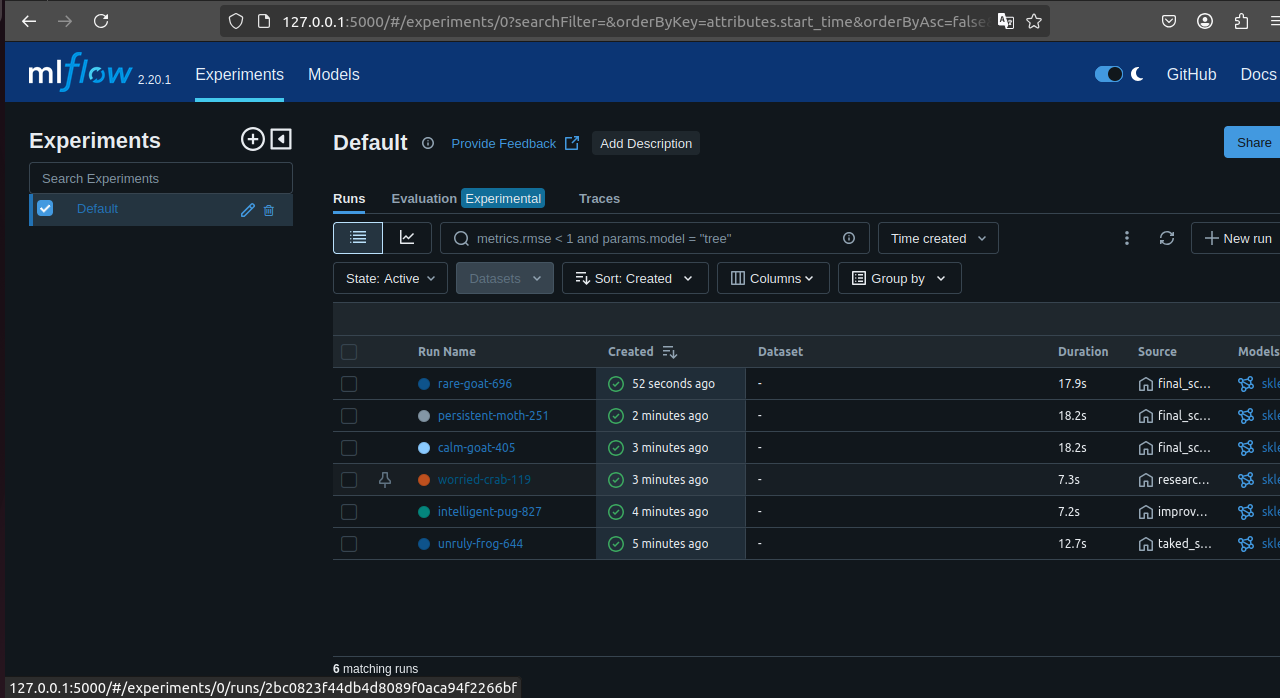 127.0.0.1:5000/#/experiments/0?searchFilter=&orderByKey=attributes.start_time&orderByAsc=false
mlflow 2.20.1 Experiments Models GitHub Docs
Experiments
Search Experiments
Default
Default Provide Feedback Add Description Share
Runs Evaluation Experimental Traces
metrics.rmse < 1 and params.model = "tree" Time created New run
State: Active Datasets Sort: Created Columns Group by
Run Name Created Dataset Duration Source Models
rare-goat-696 52 seconds ago - 17.9s final_sc... skle
persistent-moth-251 2 minutes ago - 18.2s final_sc... skle
calm-goat-405 3 minutes ago - 18.2s final_sc... skle
worried-crab-119 3 minutes ago - 7.3s researc... skle
intelligent-pug-827 4 minutes ago - 7.2s improv... skle
unruly-frog-644 5 minutes ago - 12.7s taked_s... skle
6 matching runs
127.0.0.1:5000/#/experiments/0/runs/2bc0823f44db4d8089f0aca94f2266bf